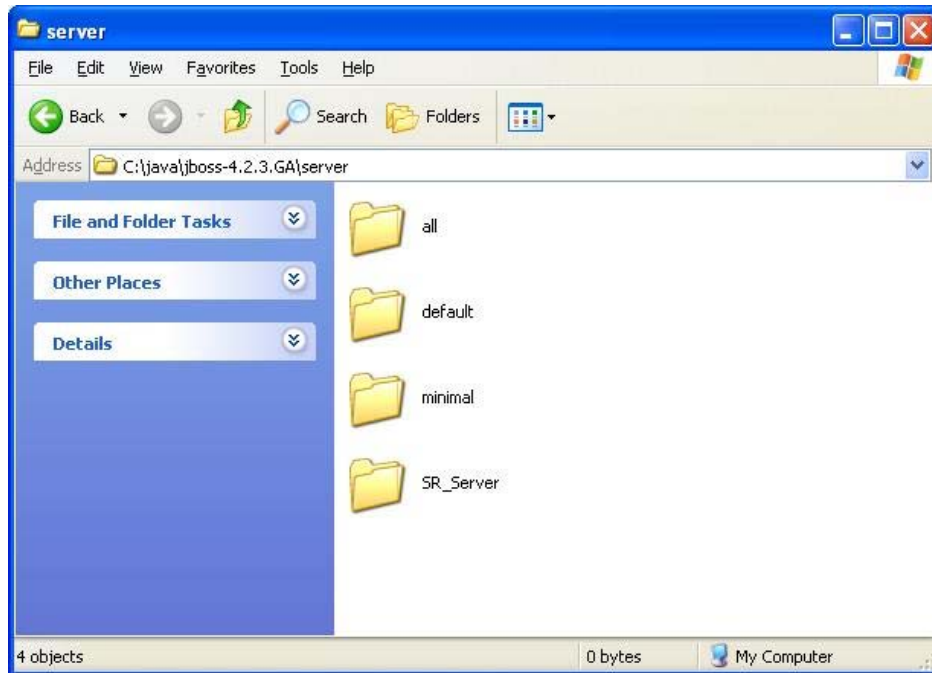 server
File Edit View Favorites Tools Help
Back Search Folders
Address C:\java\jboss-4.2.3.GA\server
File and Folder Tasks
Other Places
Details
all
default
minimal
SR_Server
4 objects 0 bytes My Computer